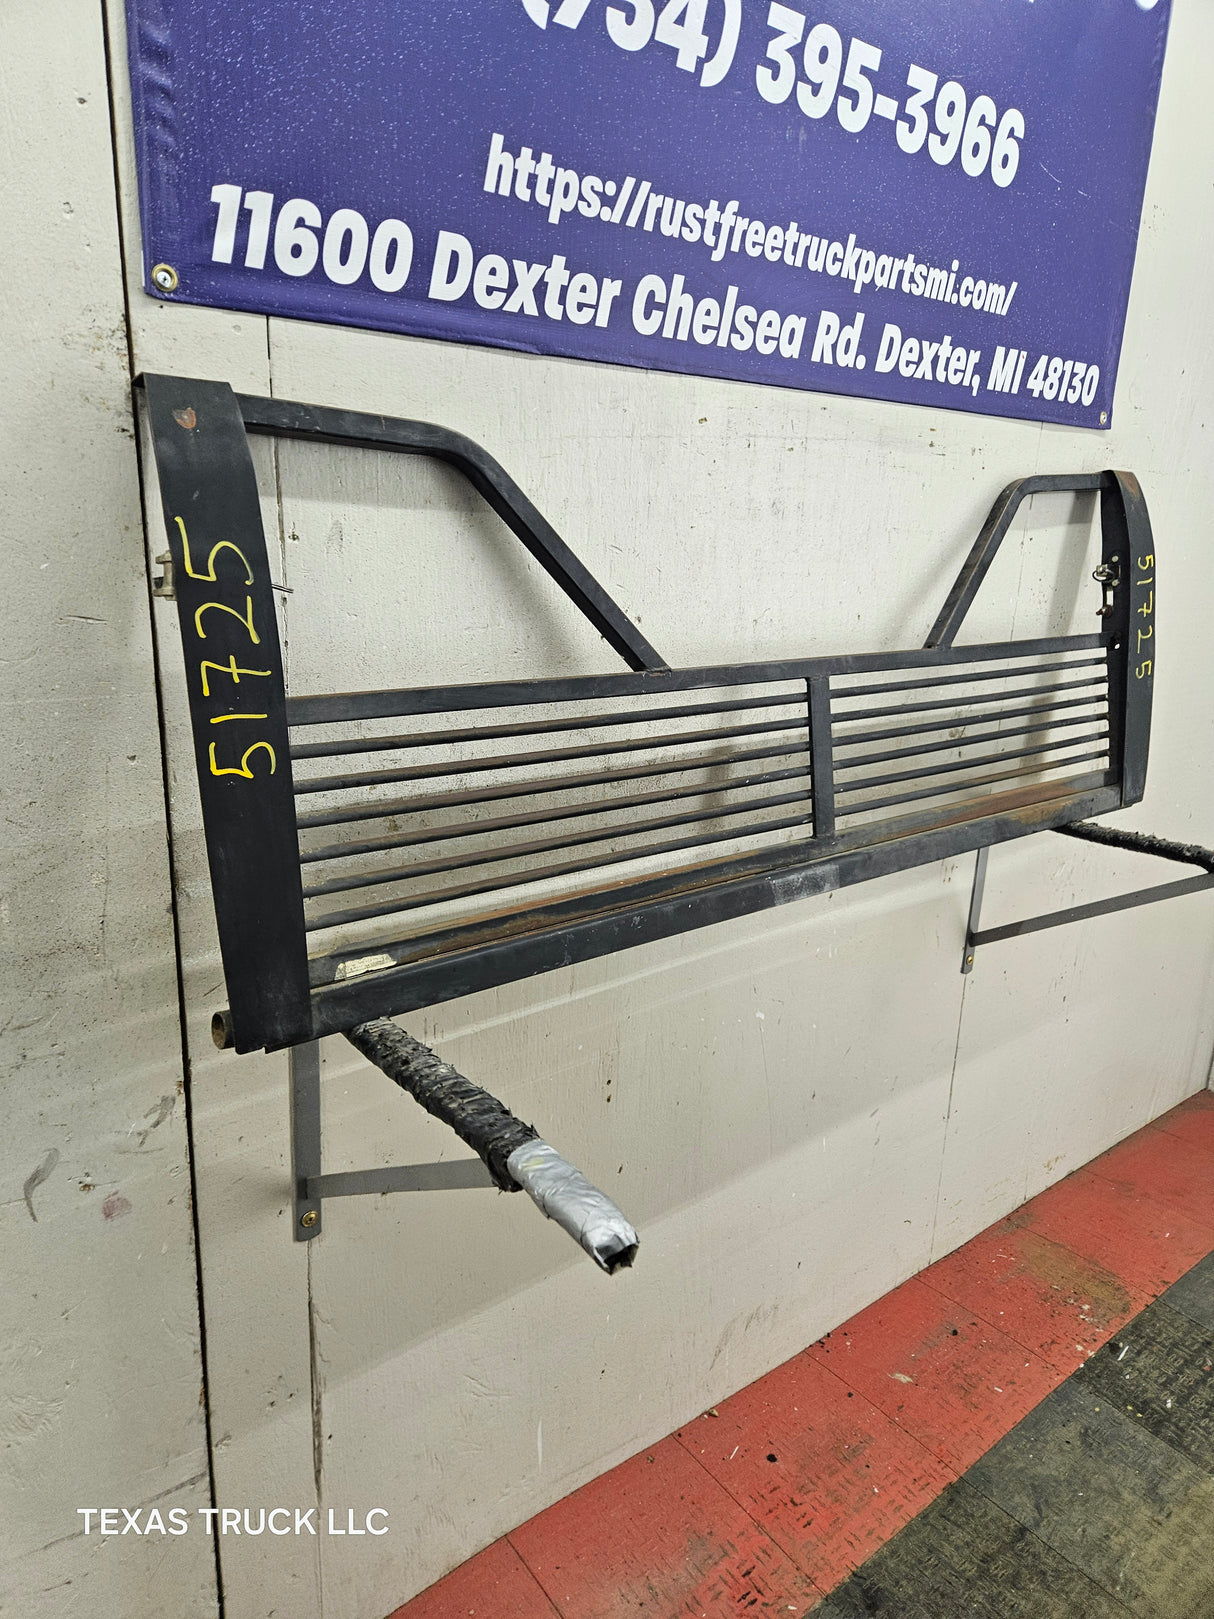 (734) 395-3966
https://rustfreetruckpartsmi.com/
11600 Dexter Chelsea Rd. Dexter, MI 48130
51725
51725
TEXAS TRUCK LLC